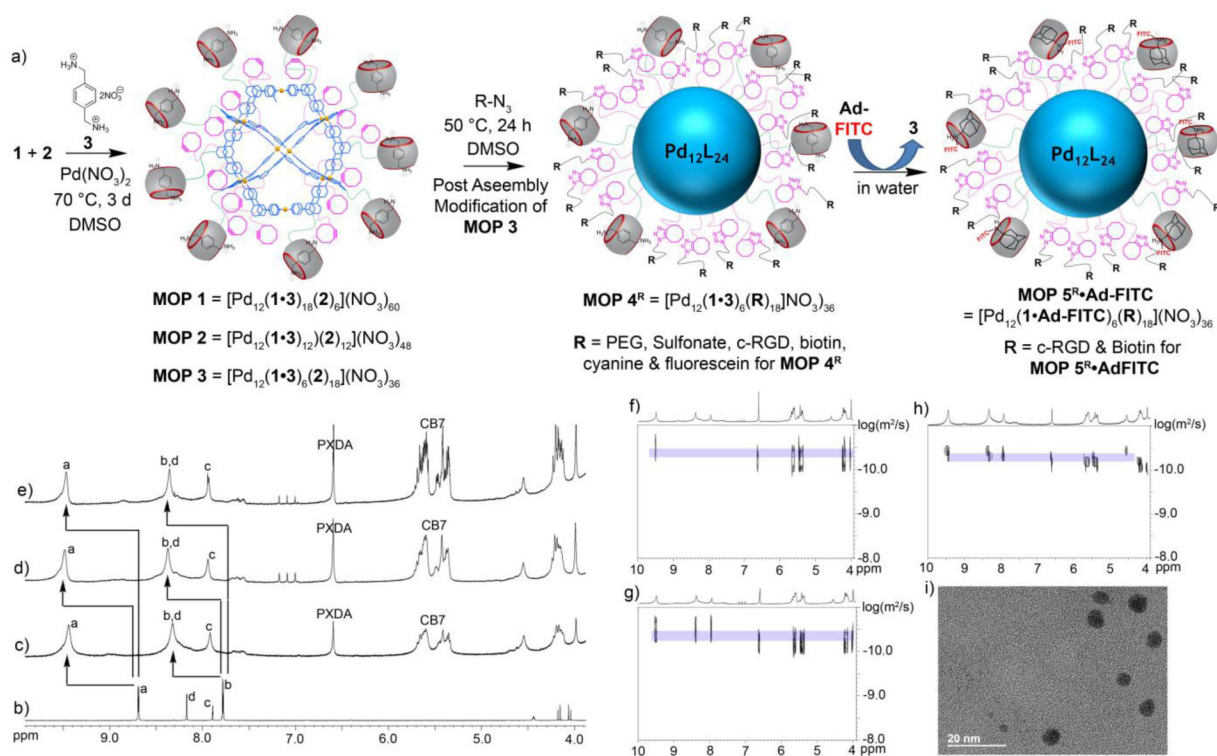 a)
NH₃
H₃N
2NO₃⊖
3
1 + 2
Pd(NO₃)₂
70 °C, 3 d
DMSO
R-N₃
50 °C, 24 h
DMSO
Post Aseembly
Modification of
MOP 3
Pd₁₂L₂₄
Ad-
FITC
3
in water
Pd₁₂L₂₄
MOP 1 = [Pd₁₂(1•3)₁₈(2)₆](NO₃)₆₀
MOP 2 = [Pd₁₂(1•3)₁₂)(2)₁₂](NO₃)₄₈
MOP 3 = [Pd₁₂(1•3)₆(2)₁₈](NO₃)₃₆
MOP 4ᴿ = [Pd₁₂(1•3)₆(R)₁₈]NO₃)₃₆
R = PEG, Sulfonate, c-RGD, biotin,
cyanine & fluorescein for MOP 4ᴿ
MOP 5ᴿ•Ad-FITC
= [Pd₁₂(1•Ad-FITC)₆(R)₁₈](NO₃)₃₆
R = c-RGD & Biotin for
MOP 5ᴿ•AdFITC
e)
a
b,d
c
PXDA
CB7
d)
a
b,d
c
PXDA
CB7
c)
a
b,d
c
PXDA
CB7
b)
a
d
c
b
ppm 9.0 8.0 7.0 6.0 5.0 4.0
f)
log(m²/s)
-10.0
-9.0
-8.0
10 9 8 7 6 5 4
ppm
g)
log(m²/s)
-10.0
-9.0
-8.0
10 9 8 7 6 5 4
ppm
h)
log(m²/s)
-10.0
-9.0
-8.0
10 9 8 7 6 5 4
ppm
i)
20 nm